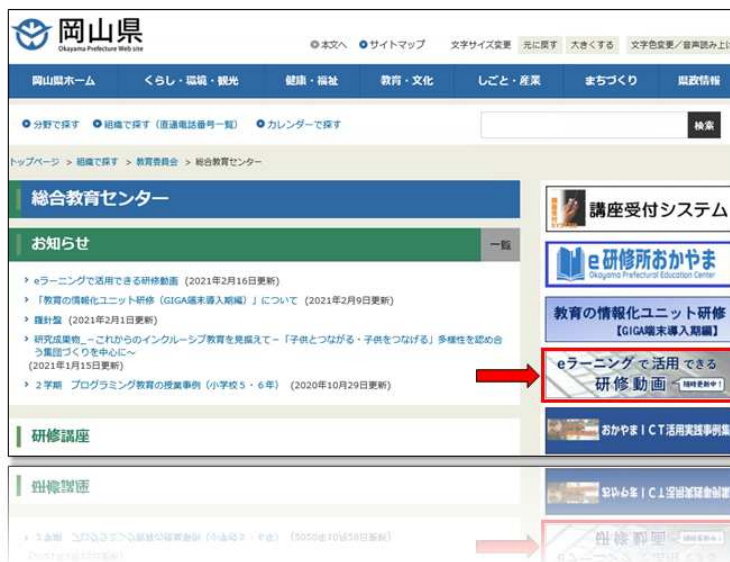 岡山県
Okayama Prefecture Web site
本文へ サイトマップ 文字サイズ変更 元に戻す 大きくする 文字色変更/音声読み上げ
岡山県ホーム くらし・環境・観光 健康・福祉 教育・文化 しごと・産業 まちづくり 県政情報
分野で探す 組織で探す(直通電話番号一覧) カレンダーで探す 検索
トップページ > 組織で探す > 教育委員会 > 総合教育センター
総合教育センター
お知らせ 一覧
eラーニングで活用できる研修動画 (2021年2月16日更新)
「教育の情報化ユニット研修(GIGA端末導入期編)」について (2021年2月9日更新)
羅針盤 (2021年2月1日更新)
研究成果物_-これからのインクルーシブ教育を見据えて-「子供とつながる・子供をつなげる」多様性を認め合
う集団づくりを中心に~
(2021年1月15日更新)
2学期 プログラミング教育の授業事例(小学校5・6年) (2020年10月29日更新)
研修講座
講座受付システム
e研修所おかやま
Okayama Prefectural Education Center
教育の情報化ユニット研修
【GIGA端末導入期編】
eラーニングで活用できる
研修動画 随時更新中!
おかやまICT活用実践事例集